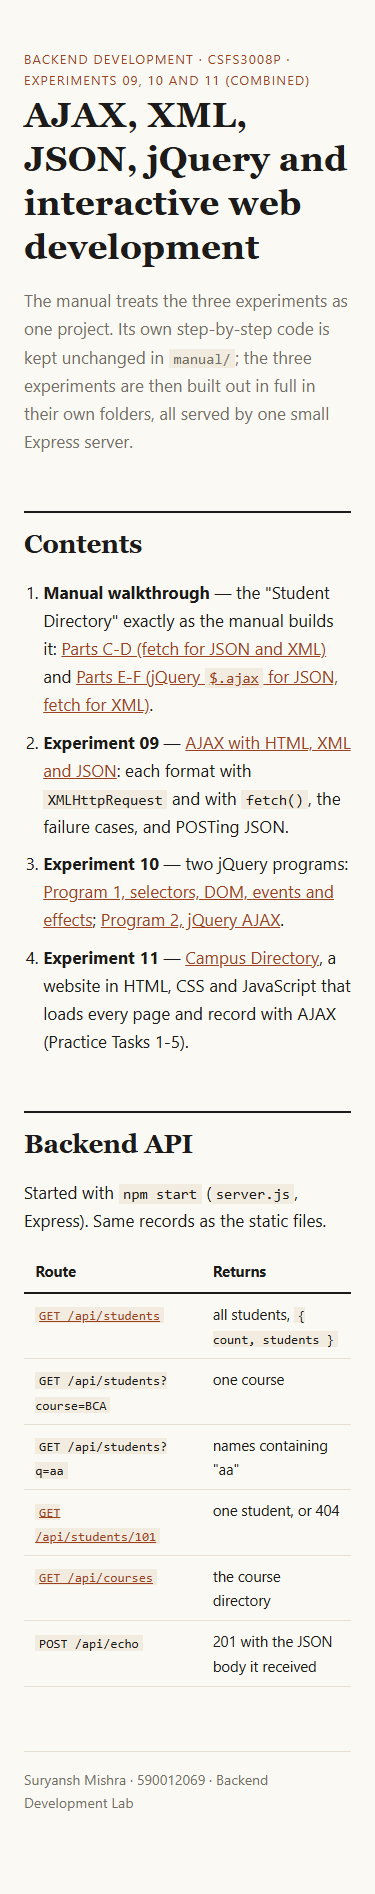 BACKEND DEVELOPMENT · CSFS3008P ·
EXPERIMENTS 09, 10 AND 11 (COMBINED)
AJAX, XML,
JSON, jQuery and
interactive web
development
The manual treats the three experiments as
one project. Its own step-by-step code is
kept unchanged in manual/; the three
experiments are then built out in full in
their own folders, all served by one small
Express server.
Contents
1. Manual walkthrough — the "Student
Directory" exactly as the manual builds
it: Parts C-D (fetch for JSON and XML)
and Parts E-F (jQuery $.ajax for JSON,
fetch for XML).
2. Experiment 09 — AJAX with HTML, XML
and JSON: each format with
XMLHttpRequest and with fetch(), the
failure cases, and POSTing JSON.
3. Experiment 10 — two jQuery programs:
Program 1, selectors, DOM, events and
effects; Program 2, jQuery AJAX.
4. Experiment 11 — Campus Directory, a
website in HTML, CSS and JavaScript that
loads every page and record with AJAX
(Practice Tasks 1-5).
Backend API
Started with npm start (server.js,
Express). Same records as the static files.
Route Returns
GET /api/students all students, {
count, students }
GET /api/students? one course
course=BCA
GET /api/students? names containing
q=aa "aa"
GET one student, or 404
/api/students/101
GET /api/courses the course
directory
POST /api/echo 201 with the JSON
body it received
Suryansh Mishra · 590012069 · Backend
Development Lab